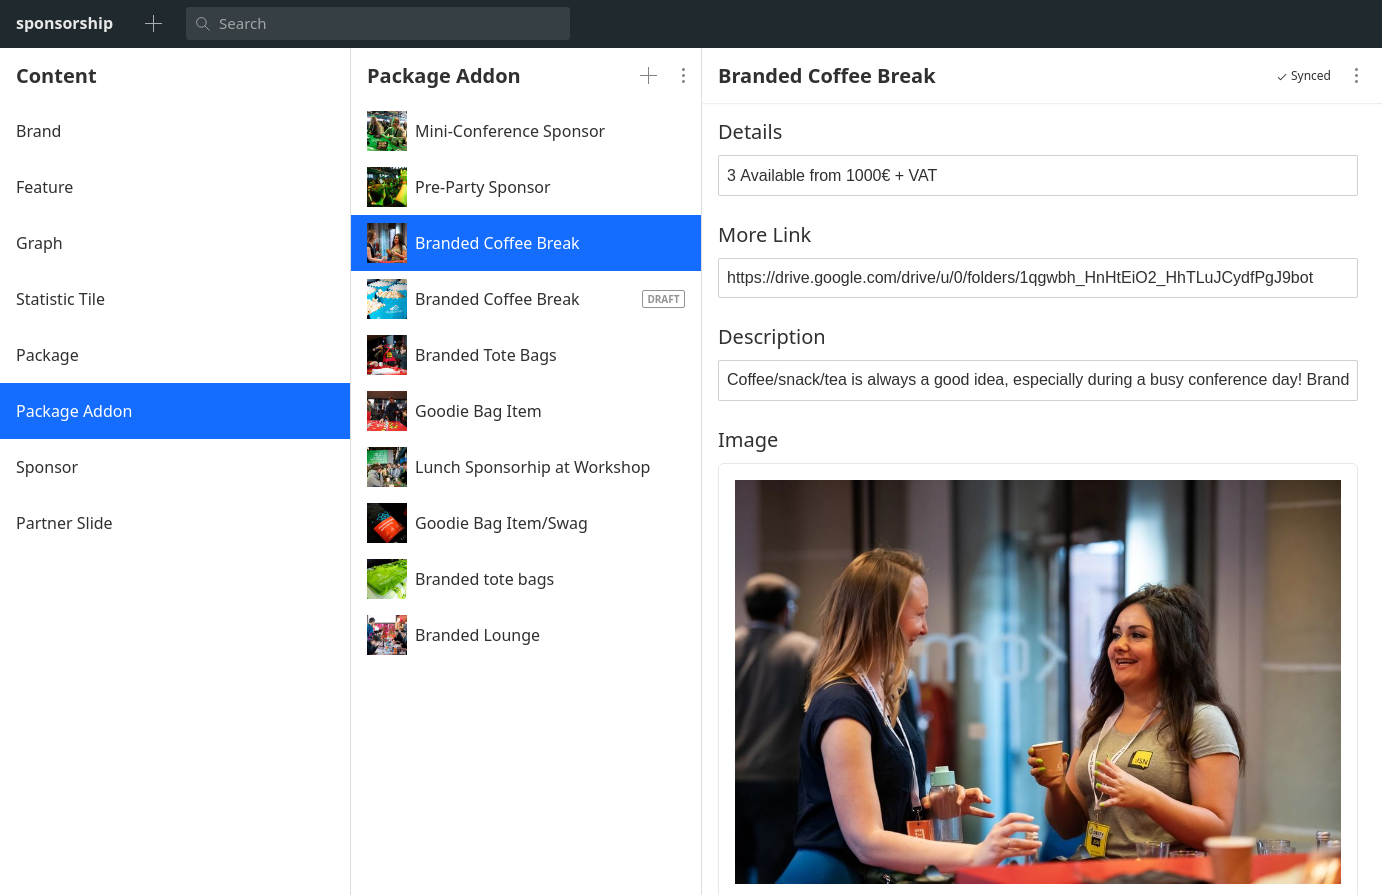 sponsorship
Search
Content
Brand
Feature
Graph
Statistic Tile
Package
Package Addon
Sponsor
Partner Slide
Package Addon
Mini-Conference Sponsor
Pre-Party Sponsor
Branded Coffee Break
Branded Coffee Break DRAFT
Branded Tote Bags
Goodie Bag Item
Lunch Sponsorhip at Workshop
Goodie Bag Item/Swag
Branded tote bags
Branded Lounge
Branded Coffee Break
Synced
Details
3 Available from 1000€ + VAT
More Link
https://drive.google.com/drive/u/0/folders/1qgwbh_HnHtEiO2_HhTLuJCydfPgJ9bot
Description
Coffee/snack/tea is always a good idea, especially during a busy conference day! Brand
Image